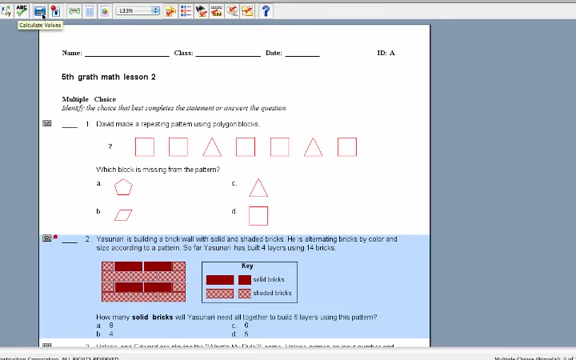 ABC
133%
?
Calculate Values
Name: Class: Date: ID: A
5th grath math lesson 2
Multiple Choice
Identify the choice that best completes the statement or answers the question.
1 David made a repeating pattern using polygon blocks.
?
Which block is missing from the pattern?
a. c.
b. d.
2. Yasunari is building a brick wall with solid and shaded bricks. He is alternating bricks by color and
size according to a pattern. So far Yasunari has built 4 layers using 14 bricks.
Key
solid bricks
shaded bricks
How many solid bricks will Yasunari need all together to build 6 layers using this pattern?
a. 8 c. 6
b. 4 d. 5